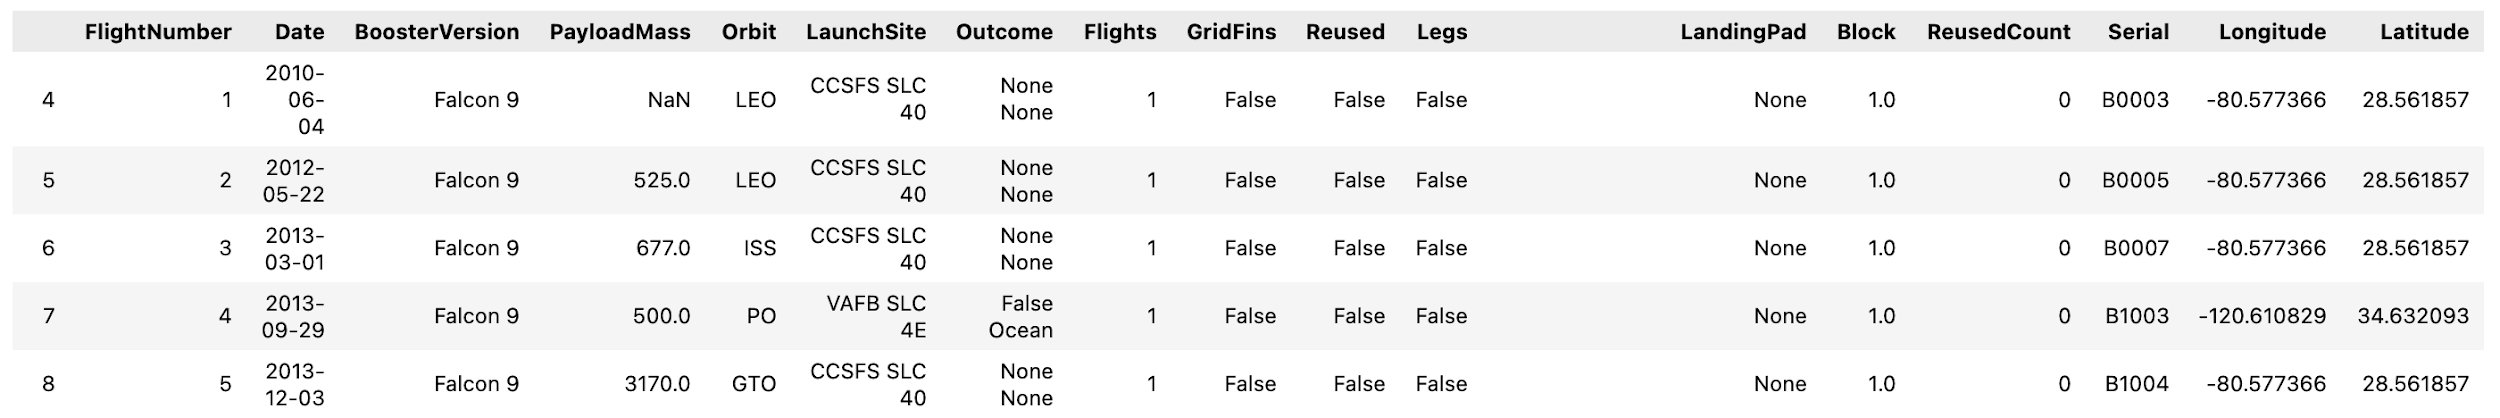 FlightNumber Date BoosterVersion PayloadMass Orbit LaunchSite Outcome Flights GridFins Reused Legs LandingPad Block ReusedCount Serial Longitude Latitude
4 1 2010-06-04 Falcon 9 NaN LEO CCSFS SLC 40 None None 1 False False False None 1.0 0 B0003 -80.577366 28.561857
5 2 2012-05-22 Falcon 9 525.0 LEO CCSFS SLC 40 None None 1 False False False None 1.0 0 B0005 -80.577366 28.561857
6 3 2013-03-01 Falcon 9 677.0 ISS CCSFS SLC 40 None None 1 False False False None 1.0 0 B0007 -80.577366 28.561857
7 4 2013-09-29 Falcon 9 500.0 PO VAFB SLC 4E False Ocean 1 False False False None 1.0 0 B1003 -120.610829 34.632093
8 5 2013-12-03 Falcon 9 3170.0 GTO CCSFS SLC 40 None None 1 False False False None 1.0 0 B1004 -80.577366 28.561857